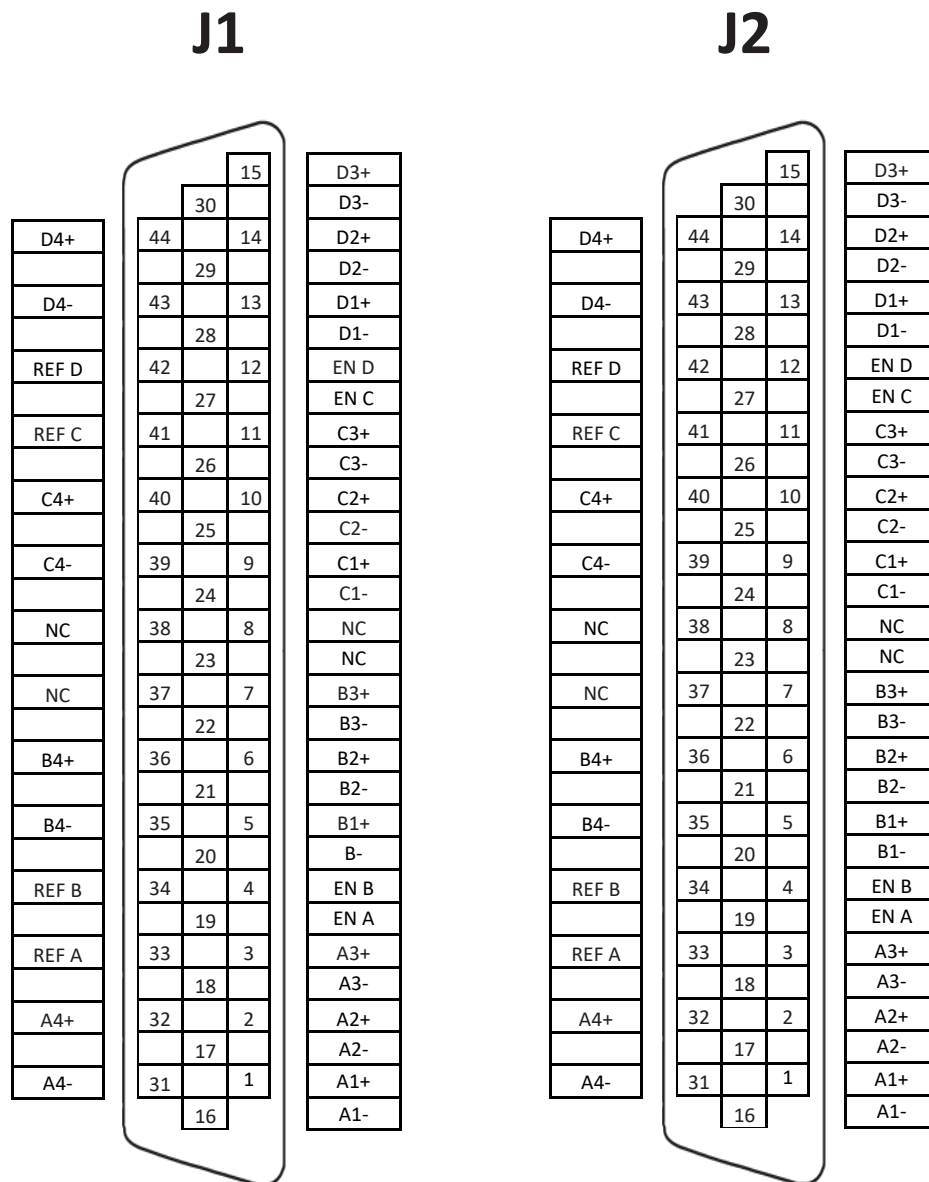 J1 J2
15 D3+ 15 D3+
30 D3- 30 D3-
D4+ 44 14 D2+ D4+ 44 14 D2+
29 D2- 29 D2-
D4- 43 13 D1+ D4- 43 13 D1+
28 D1- 28 D1-
REF D 42 12 EN D REF D 42 12 EN D
27 EN C 27 EN C
REF C 41 11 C3+ REF C 41 11 C3+
26 C3- 26 C3-
C4+ 40 10 C2+ C4+ 40 10 C2+
25 C2- 25 C2-
C4- 39 9 C1+ C4- 39 9 C1+
24 C1- 24 C1-
NC 38 8 NC NC 38 8 NC
23 NC 23 NC
NC 37 7 B3+ NC 37 7 B3+
22 B3- 22 B3-
B4+ 36 6 B2+ B4+ 36 6 B2+
21 B2- 21 B2-
B4- 35 5 B1+ B4- 35 5 B1+
20 B- 20 B1-
REF B 34 4 EN B REF B 34 4 EN B
19 EN A 19 EN A
REF A 33 3 A3+ REF A 33 3 A3+
18 A3- 18 A3-
A4+ 32 2 A2+ A4+ 32 2 A2+
17 A2- 17 A2-
A4- 31 1 A1+ A4- 31 1 A1+
16 A1- 16 A1-